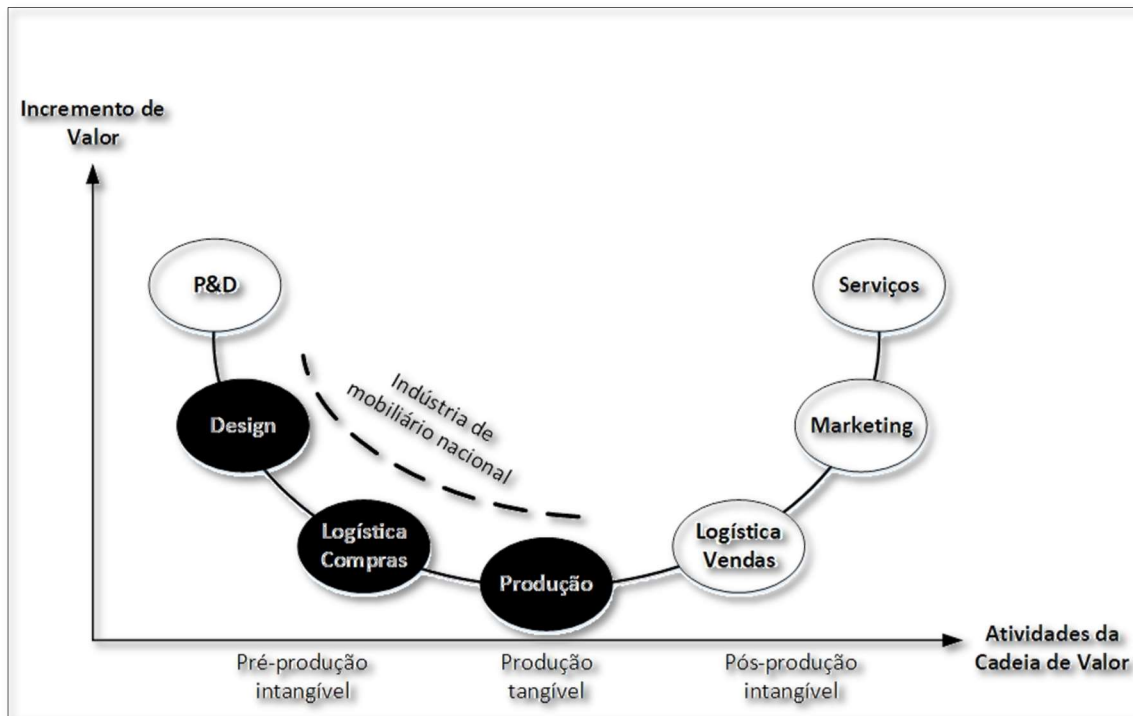 Incremento de
Valor
P&D
Serviços
Indústria de
mobiliário nacional
Design
Marketing
Logística
Compras
Produção
Logística
Vendas
Atividades da
Cadeia de Valor
Pré-produção
intangível
Produção
tangível
Pós-produção
intangível